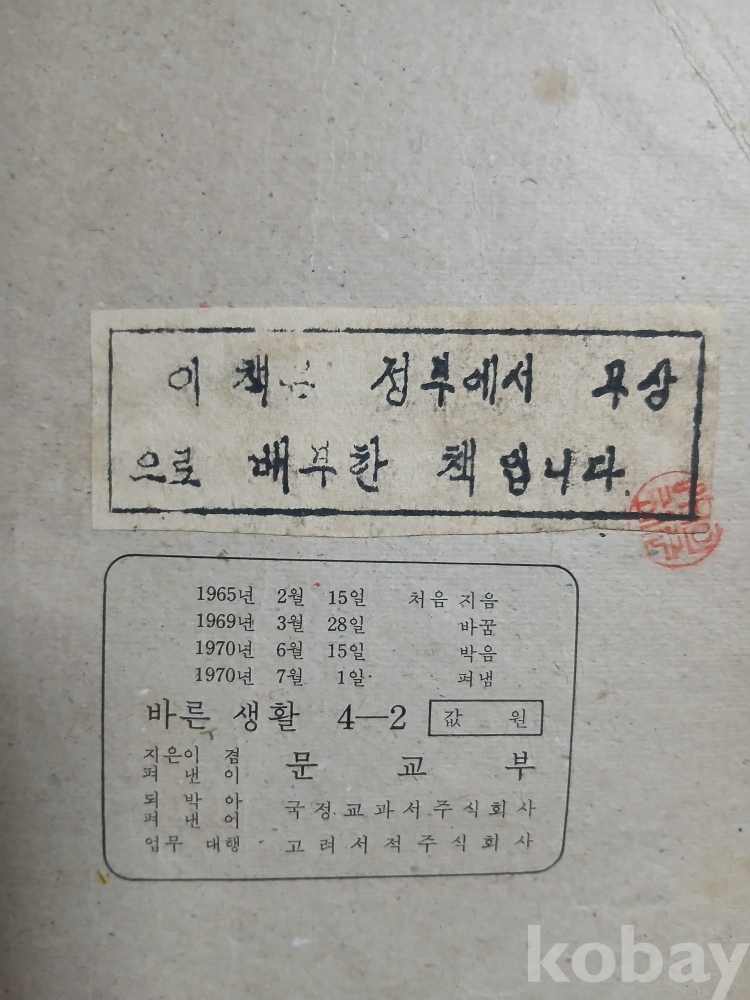 이 책은 정부에서 무상
으로 배부한 책 입니다.
1965년 2월 15일 처음 지음
1969년 3월 28일 바꿈
1970년 6월 15일 박음
1970년 7월 1일 펴냄
바른 생활 4—2 값 원
지은이 겸
펴 낸 이
문 교 부
되 박 아
펴 낸 이
국정교과서주식회사
업무 대행 고려서적주식회사
kobay